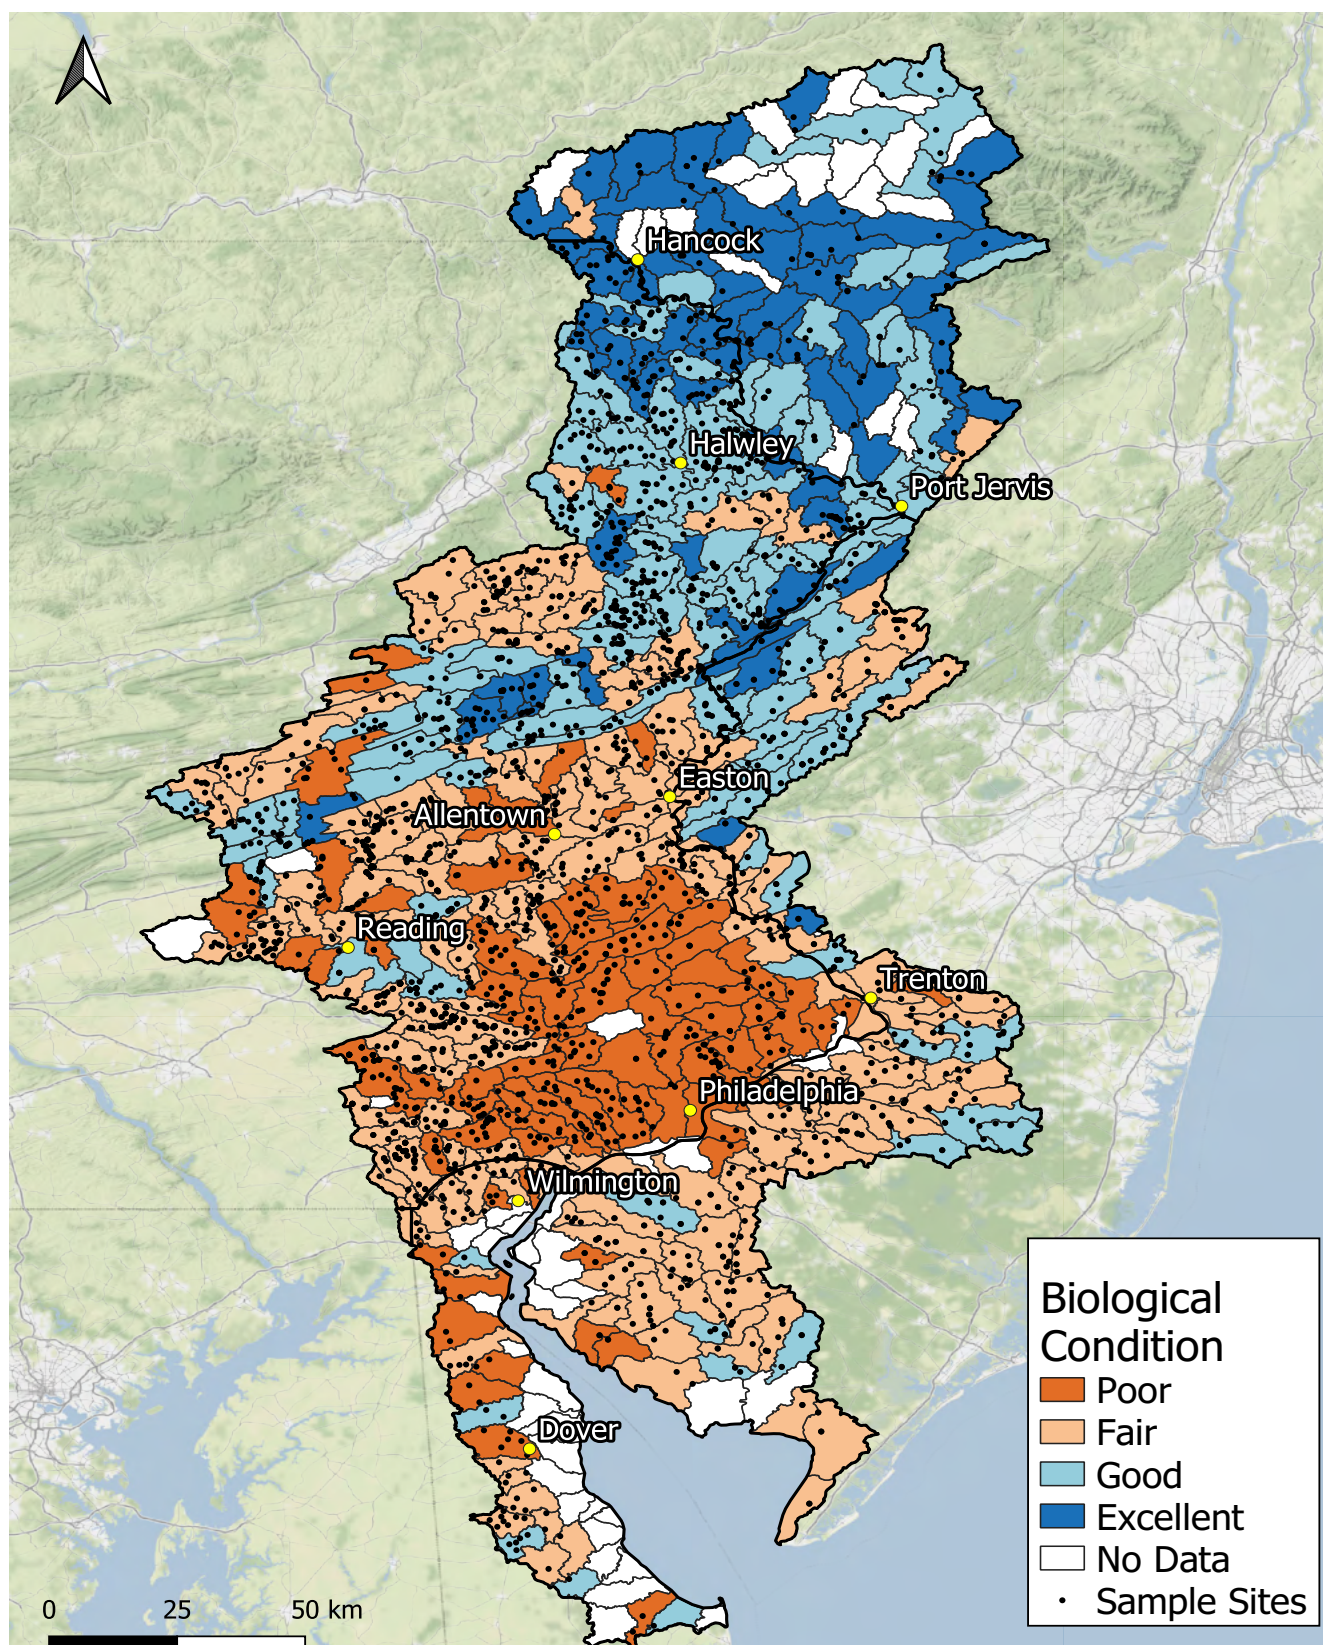 Hancock
Halwley
Port Jervis
Easton
Allentown
Reading
Trenton
Philadelphia
Wilmington
Dover
Biological
Condition
Poor
Fair
Good
Excellent
No Data
Sample Sites
0 25 50 km